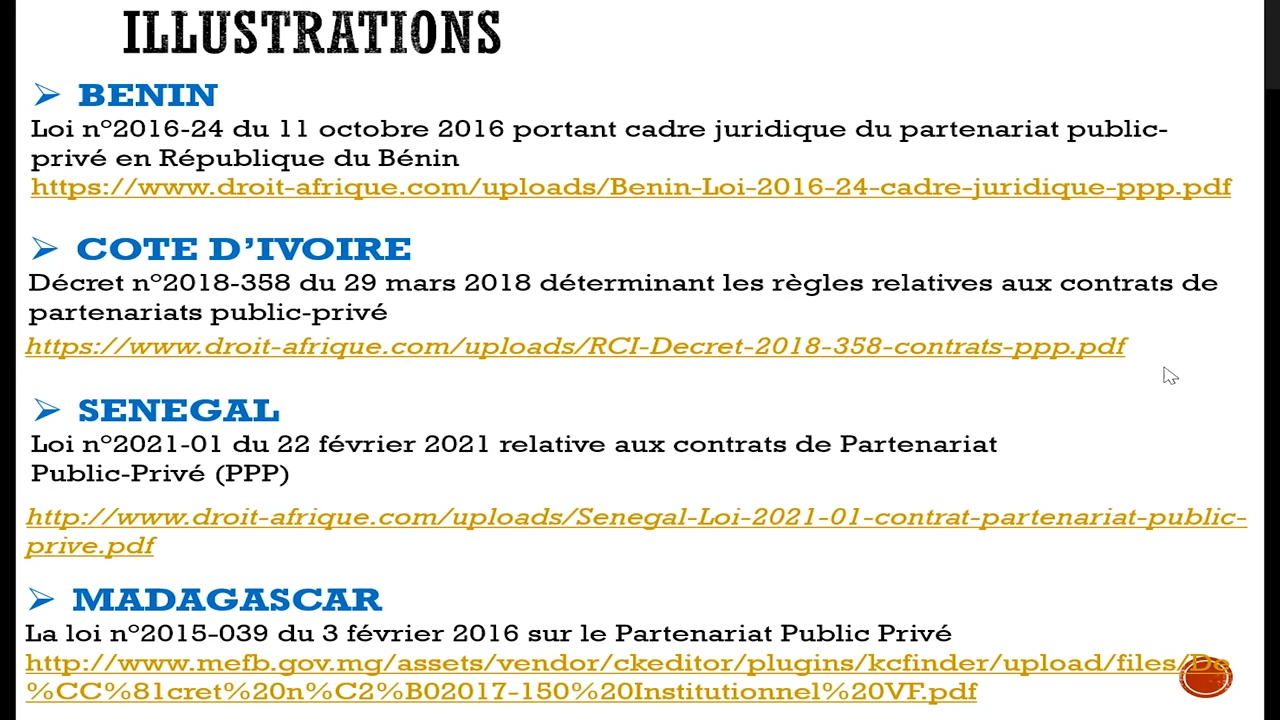 ILLUSTRATIONS
BENIN
Loi n°2016-24 du 11 octobre 2016 portant cadre juridique du partenariat public-
privé en République du Bénin
https://www.droit-afrique.com/uploads/Benin-Loi-2016-24-cadre-juridique-ppp.pdf
COTE D’IVOIRE
Décret n°2018-358 du 29 mars 2018 déterminant les règles relatives aux contrats de
partenariats public-privé
https://www.droit-afrique.com/uploads/RCI-Decret-2018-358-contrats-ppp.pdf
SENEGAL
Loi n°2021-01 du 22 février 2021 relative aux contrats de Partenariat
Public-Privé (PPP)
http://www.droit-afrique.com/uploads/Senegal-Loi-2021-01-contrat-partenariat-public-
prive.pdf
MADAGASCAR
La loi n°2015-039 du 3 février 2016 sur le Partenariat Public Privé
http://www.mefb.gov.mg/assets/vendor/ckeditor/plugins/kcfinder/upload/files/De
%CC%81cret%20n%C2%B02017-150%20Institutionnel%20VF.pdf